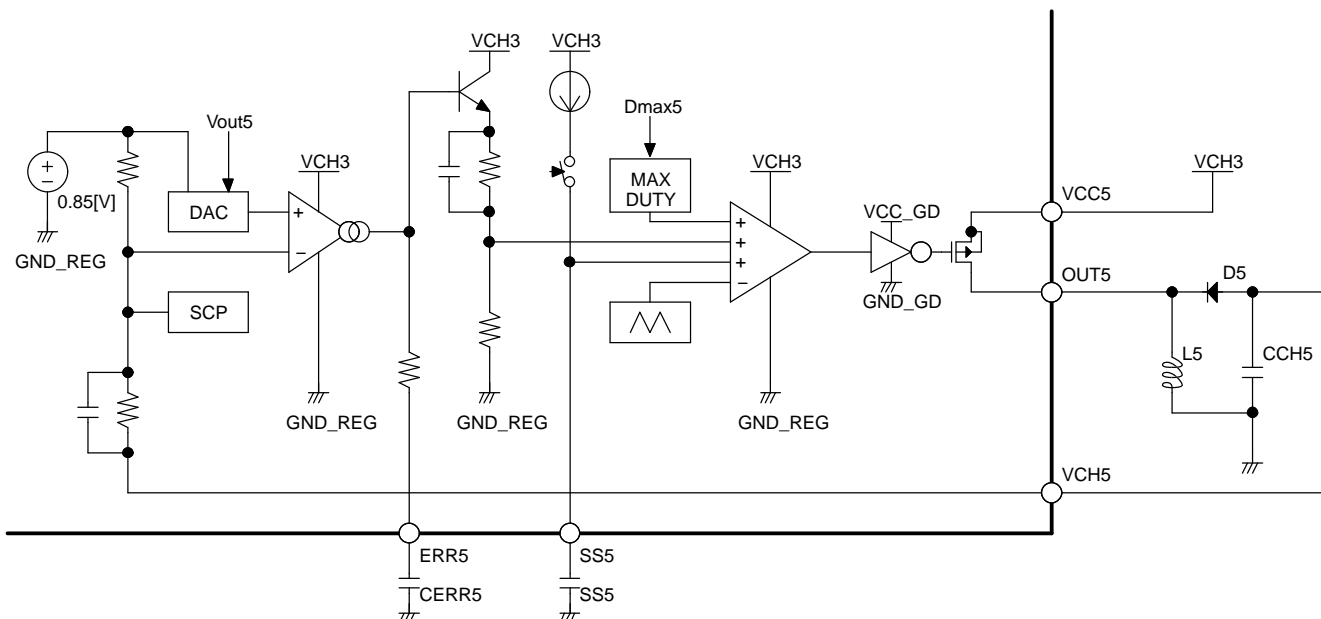 VCH3
VCH3
Vout5
Dmax5
+
−
0.85[V]
GND_REG
DAC
VCH3
+
−
SCP
GND_REG
GND_REG
MAX
DUTY
VCH3
+
+
+
−
GND_REG
VCC_GD
GND_GD
VCH3
VCC5
OUT5
D5
L5
CCH5
VCH5
ERR5
CERR5
SS5
SS5